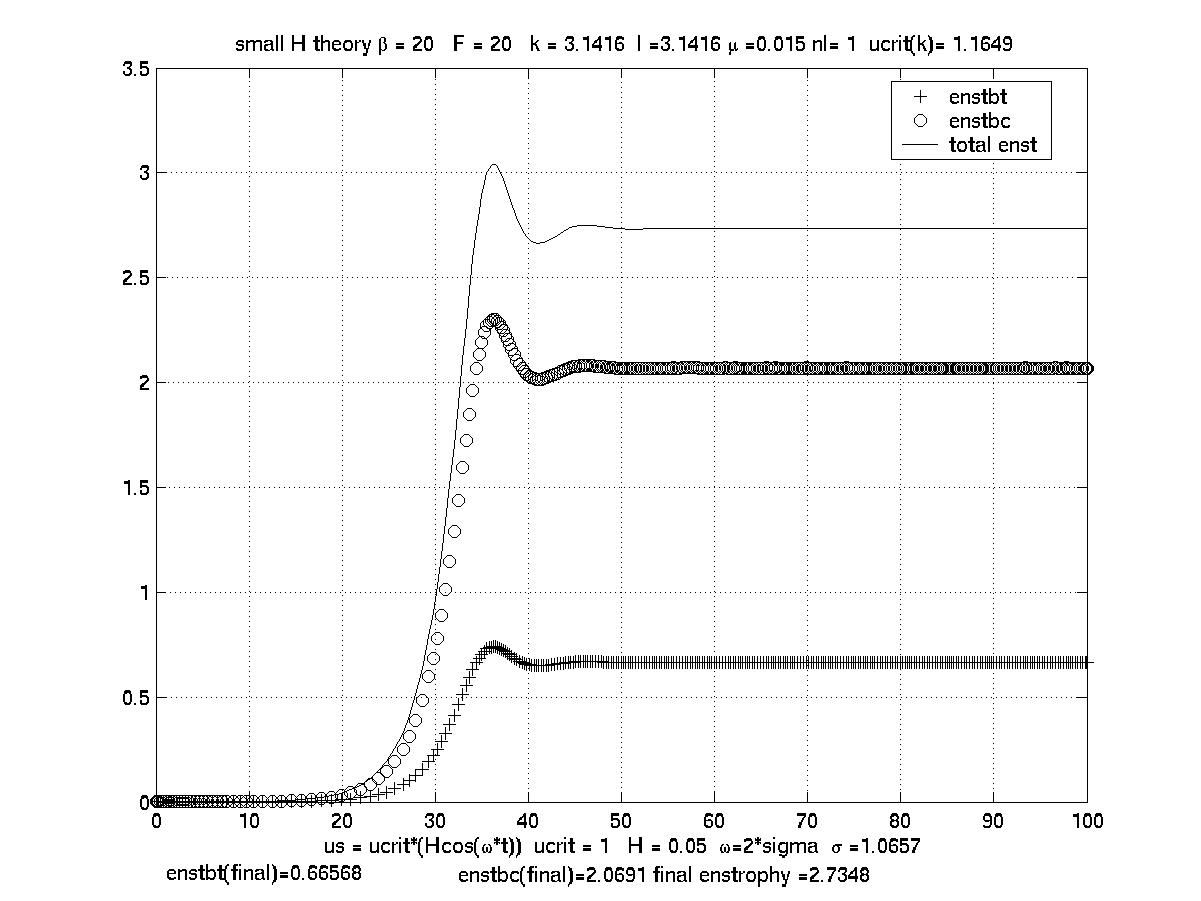 small H theory β = 20 F = 20 k = 3.1416 l =3.1416 μ =0.015 nl= 1 ucrit(k)= 1.1649
3.5
3
2.5
2
1.5
1
0.5
0
+ enstbt
○ enstbc
— total enst
0 10 20 30 40 50 60 70 80 90 100
us = ucrit*(Hcos(ω*t)) ucrit = 1 H = 0.05 ω=2*sigma σ =1.0657
enstbt(final)=0.66568 enstbc(final)=2.0691 final enstrophy =2.7348